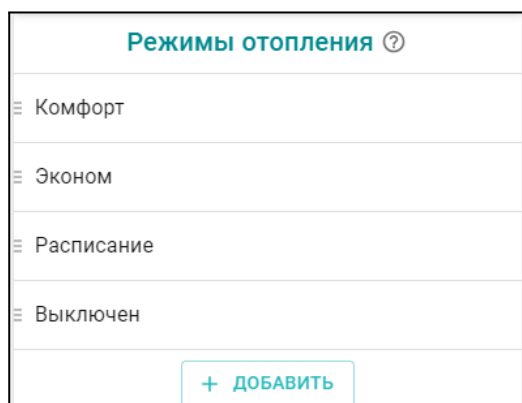 Режимы отопления
Комфорт
Эконом
Расписание
Выключен
+ ДОБАВИТЬ